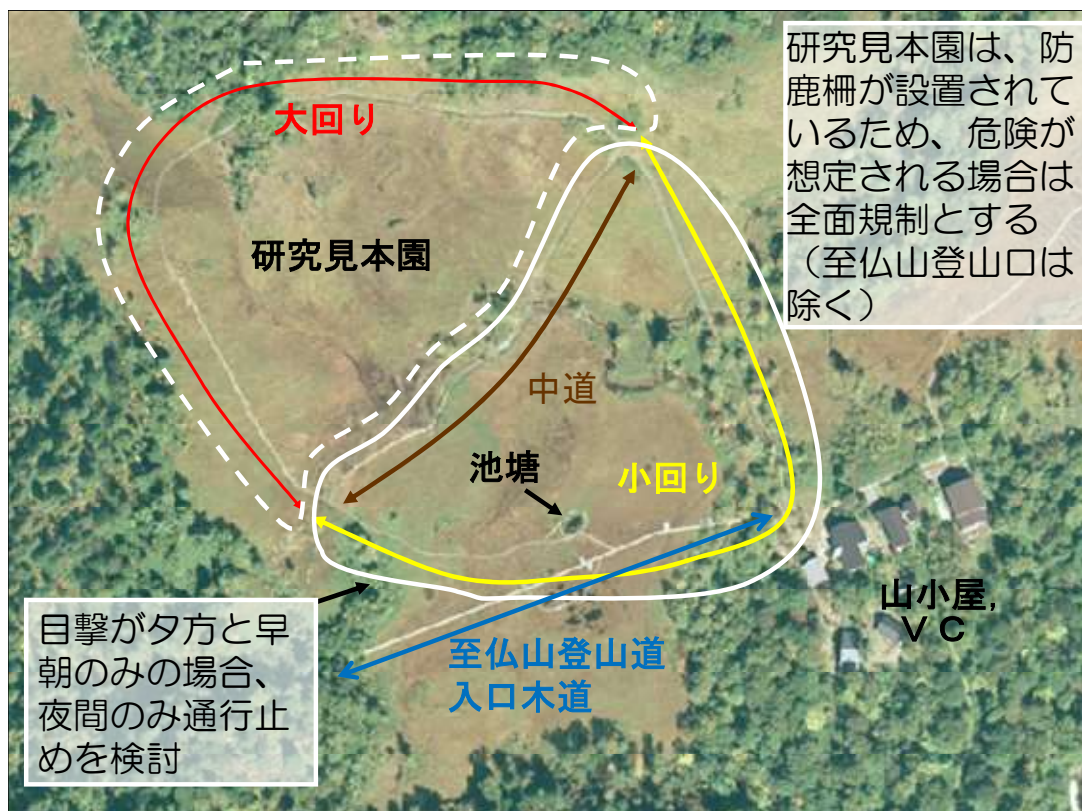 研究見本園は、防
鹿柵が設置されて
いるため、危険が
想定される場合は
全面規制とする
（至仏山登山口は
除く）
大回り
研究見本園
中道
池塘
小回り
山小屋，
ＶＣ
至仏山登山道
入口木道
目撃が夕方と早
朝のみの場合、
夜間のみ通行止
めを検討